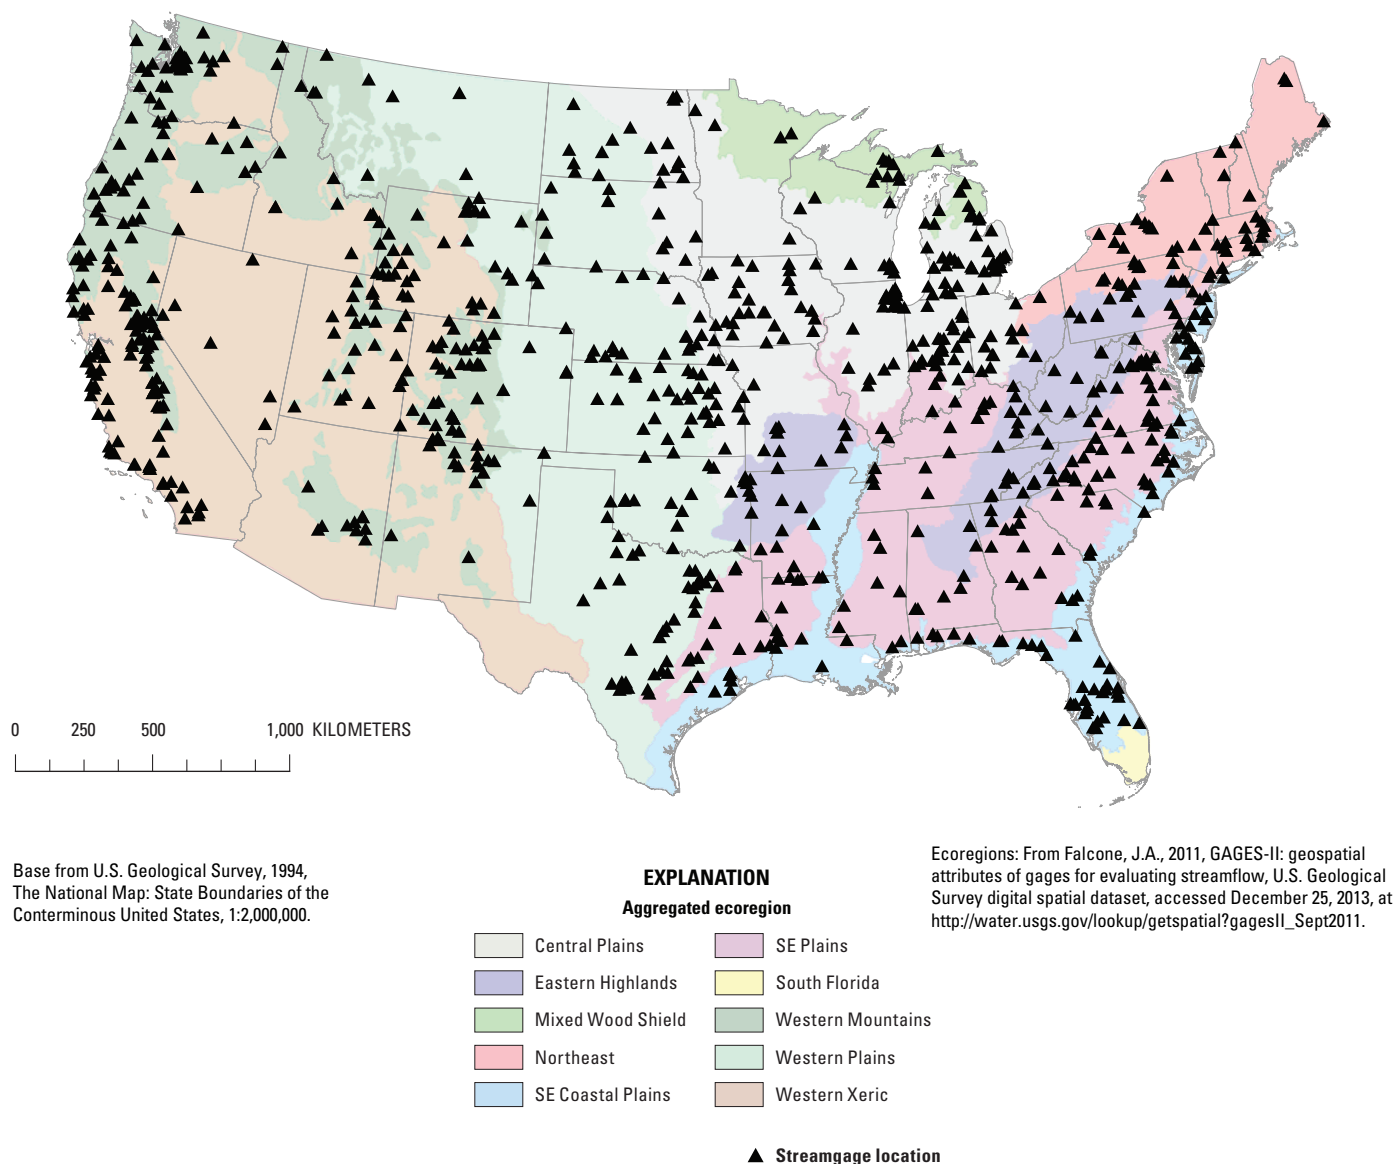 0 250 500 1,000 KILOMETERS
Base from U.S. Geological Survey, 1994,
The National Map: State Boundaries of the
Conterminous United States, 1:2,000,000.
EXPLANATION
Aggregated ecoregion
Central Plains
Eastern Highlands
Mixed Wood Shield
Northeast
SE Coastal Plains
SE Plains
South Florida
Western Mountains
Western Plains
Western Xeric
Streamgage location
Ecoregions: From Falcone, J.A., 2011, GAGES-II: geospatial
attributes of gages for evaluating streamflow, U.S. Geological
Survey digital spatial dataset, accessed December 25, 2013, at
http://water.usgs.gov/lookup/getspatial?gagesII_Sept2011.